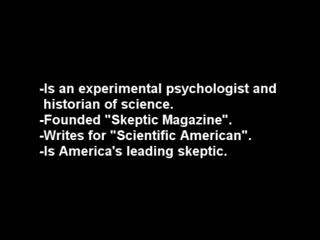 -Is an experimental psychologist and
historian of science.
-Founded "Skeptic Magazine".
-Writes for "Scientific American".
-Is America's leading skeptic.